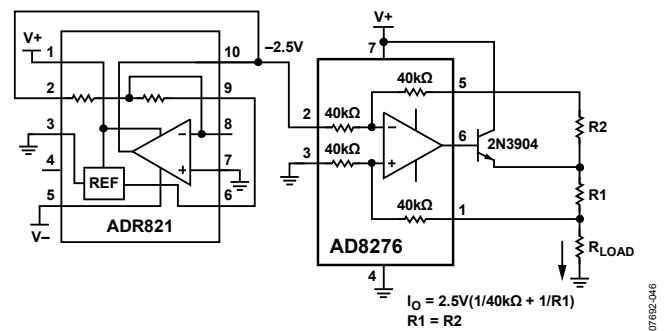 V+
1
10
–2.5V
2
9
3
8
4
7
REF
5
6
V–
ADR821
V+
7
40kΩ
5
2
40kΩ
–
6
2N3904
R2
3
40kΩ
+
R1
40kΩ
1
AD8276
RLOAD
4
IO = 2.5V(1/40kΩ + 1/R1)
R1 = R2
–
+
07692-046